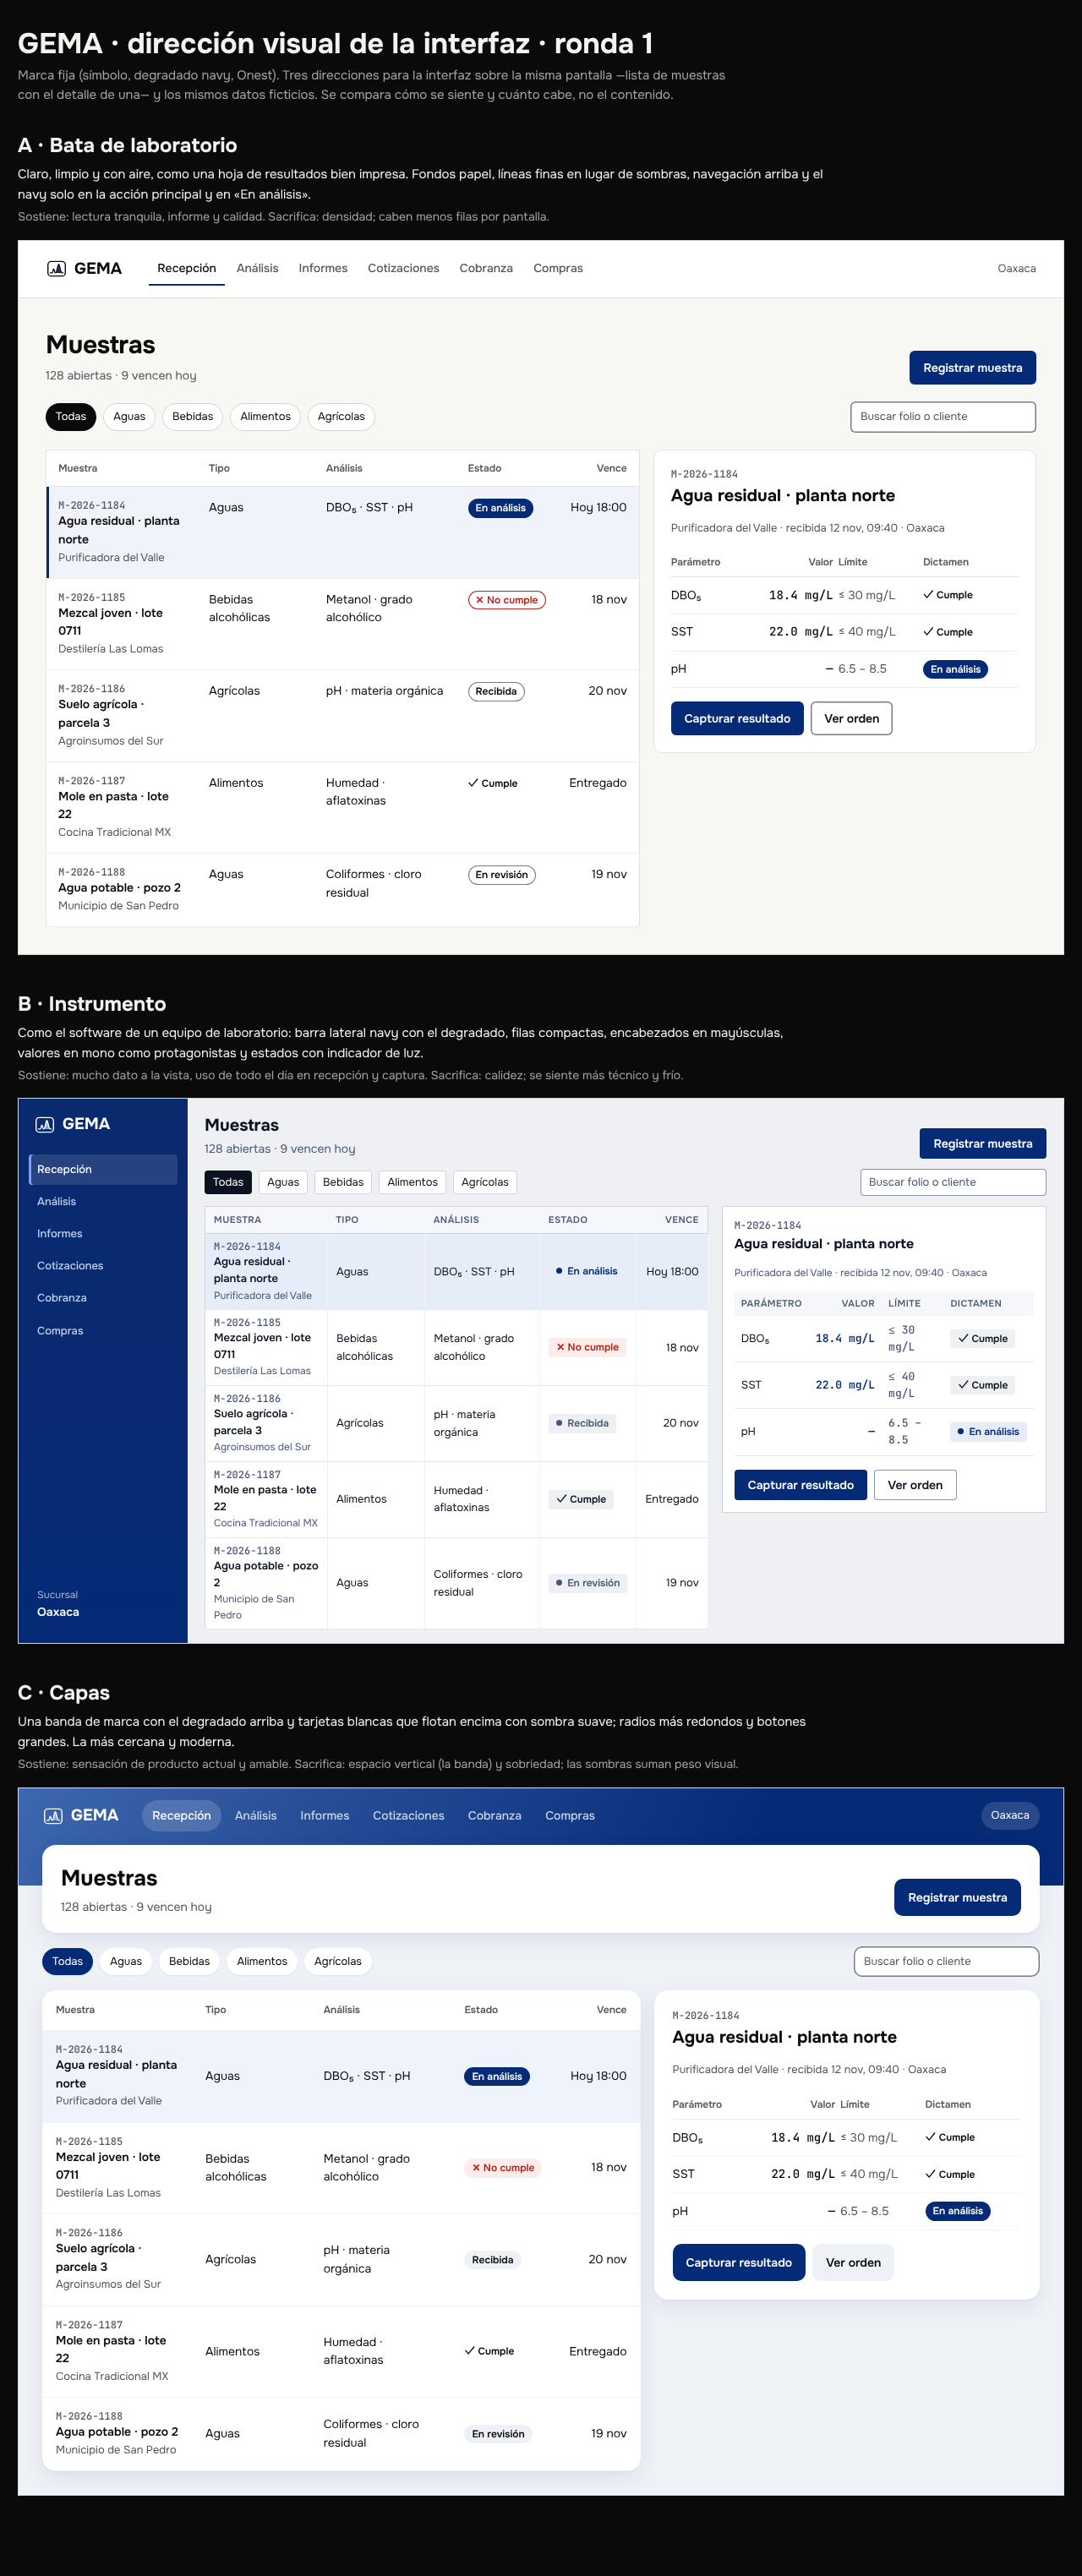 GEMA · dirección visual de la interfaz · ronda 1
Marca fija (símbolo, degradado navy, Onest). Tres direcciones para la interfaz sobre la misma pantalla —lista de muestras
con el detalle de una— y los mismos datos ficticios. Se compara cómo se siente y cuánto cabe, no el contenido.
A · Bata de laboratorio
Claro, limpio y con aire, como una hoja de resultados bien impresa. Fondos papel, líneas finas en lugar de sombras, navegación arriba y el
navy solo en la acción principal y en «En análisis».
Sostiene: lectura tranquila, informe y calidad. Sacrifica: densidad; caben menos filas por pantalla.
GEMA Recepción Análisis Informes Cotizaciones Cobranza Compras Oaxaca
Muestras
128 abiertas · 9 vencen hoy
Registrar muestra
Todas Aguas Bebidas Alimentos Agrícolas Buscar folio o cliente
Muestra Tipo Análisis Estado Vence
M-2026-1184
Agua residual · planta
norte
Purificadora del Valle
Aguas
DBO₅ · SST · pH
En análisis
Hoy 18:00
M-2026-1185
Mezcal joven · lote
0711
Destilería Las Lomas
Bebidas
alcohólicas
Metanol · grado
alcohólico
✕ No cumple
18 nov
M-2026-1186
Suelo agrícola ·
parcela 3
Agroinsumos del Sur
Agrícolas
pH · materia orgánica
Recibida
20 nov
M-2026-1187
Mole en pasta · lote
22
Cocina Tradicional MX
Alimentos
Humedad ·
aflatoxinas
✓ Cumple
Entregado
M-2026-1188
Agua potable · pozo 2
Municipio de San Pedro
Aguas
Coliformes · cloro
residual
En revisión
19 nov
M-2026-1184
Agua residual · planta norte
Purificadora del Valle · recibida 12 nov, 09:40 · Oaxaca
Parámetro Valor Límite Dictamen
DBO₅ 18.4 mg/L ≤ 30 mg/L ✓ Cumple
SST 22.0 mg/L ≤ 40 mg/L ✓ Cumple
pH — 6.5 – 8.5 En análisis
Capturar resultado Ver orden
B · Instrumento
Como el software de un equipo de laboratorio: barra lateral navy con el degradado, filas compactas, encabezados en mayúsculas,
valores en mono como protagonistas y estados con indicador de luz.
Sostiene: mucho dato a la vista, uso de todo el día en recepción y captura. Sacrifica: calidez; se siente más técnico y frío.
GEMA
Recepción
Análisis
Informes
Cotizaciones
Cobranza
Compras
Sucursal
Oaxaca
Muestras
128 abiertas · 9 vencen hoy
Registrar muestra
Todas Aguas Bebidas Alimentos Agrícolas Buscar folio o cliente
MUESTRA TIPO ANÁLISIS ESTADO VENCE
M-2026-1184
Agua residual ·
planta norte
Purificadora del Valle
Aguas
DBO₅ · SST · pH
En análisis
Hoy 18:00
M-2026-1185
Mezcal joven · lote
0711
Destilería Las Lomas
Bebidas
alcohólicas
Metanol · grado
alcohólico
✕ No cumple
18 nov
M-2026-1186
Suelo agrícola ·
parcela 3
Agroinsumos del Sur
Agrícolas
pH · materia
orgánica
Recibida
20 nov
M-2026-1187
Mole en pasta · lote
22
Cocina Tradicional MX
Alimentos
Humedad ·
aflatoxinas
✓ Cumple
Entregado
M-2026-1188
Agua potable · pozo
2
Municipio de San
Pedro
Aguas
Coliformes · cloro
residual
En revisión
19 nov
M-2026-1184
Agua residual · planta norte
Purificadora del Valle · recibida 12 nov, 09:40 · Oaxaca
PARÁMETRO VALOR LÍMITE DICTAMEN
DBO₅ 18.4 mg/L
≤ 30
mg/L
✓ Cumple
SST 22.0 mg/L
≤ 40
mg/L
✓ Cumple
pH —
6.5 –
8.5
En análisis
Capturar resultado Ver orden
C · Capas
Una banda de marca con el degradado arriba y tarjetas blancas que flotan encima con sombra suave; radios más redondos y botones
grandes. La más cercana y moderna.
Sostiene: sensación de producto actual y amable. Sacrifica: espacio vertical (la banda) y sobriedad; las sombras suman peso visual.
GEMA Recepción Análisis Informes Cotizaciones Cobranza Compras Oaxaca
Muestras
128 abiertas · 9 vencen hoy
Registrar muestra
Todas Aguas Bebidas Alimentos Agrícolas Buscar folio o cliente
Muestra Tipo Análisis Estado Vence
M-2026-1184
Agua residual · planta
norte
Purificadora del Valle
Aguas
DBO₅ · SST · pH
En análisis
Hoy 18:00
M-2026-1185
Mezcal joven · lote
0711
Destilería Las Lomas
Bebidas
alcohólicas
Metanol · grado
alcohólico
✕ No cumple
18 nov
M-2026-1186
Suelo agrícola ·
parcela 3
Agroinsumos del Sur
Agrícolas
pH · materia
orgánica
Recibida
20 nov
M-2026-1187
Mole en pasta · lote
22
Cocina Tradicional MX
Alimentos
Humedad ·
aflatoxinas
✓ Cumple
Entregado
M-2026-1188
Agua potable · pozo 2
Municipio de San Pedro
Aguas
Coliformes · cloro
residual
En revisión
19 nov
M-2026-1184
Agua residual · planta norte
Purificadora del Valle · recibida 12 nov, 09:40 · Oaxaca
Parámetro Valor Límite Dictamen
DBO₅ 18.4 mg/L ≤ 30 mg/L ✓ Cumple
SST 22.0 mg/L ≤ 40 mg/L ✓ Cumple
pH — 6.5 – 8.5 En análisis
Capturar resultado Ver orden